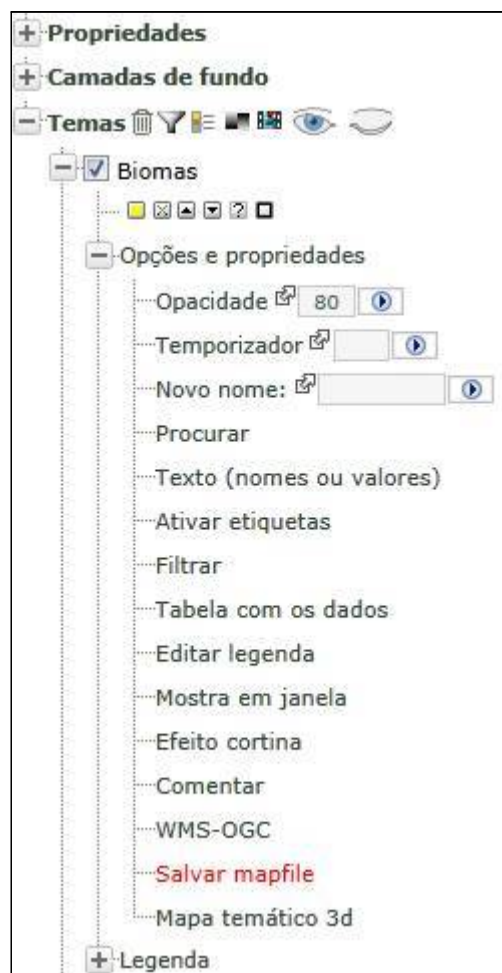 Propriedades
Camadas de fundo
Temas
Biomas
?
Opções e propriedades
Opacidade 80
Temporizador
Novo nome:
Procurar
Texto (nomes ou valores)
Ativar etiquetas
Filtrar
Tabela com os dados
Editar legenda
Mostra em janela
Efeito cortina
Comentar
WMS-OGC
Salvar mapfile
Mapa temático 3d
Legenda